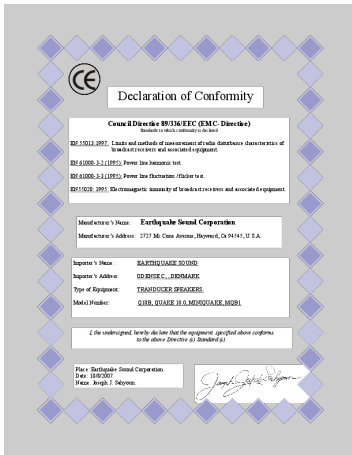 CE
Declaration of Conformity
Council Directive 89/336/EEC (EMC- Directive)
Standards to which conformity is declared
EN 55013:1997: Limits and methods of measurement of radio disturbance characteristics of
broadcast receivers and associated equipment.
EN 61000-3-2 (1995): Power line harmonic test.
EN 61000-3-3 (1995): Power line fluctuation /flicker test.
EN 55020: 1995: Electromagnetic immunity of broadcast receivers and associated equipment.
Manufacturer's Name: Earthquake Sound Corporation
Manufacturer's Address: 2727 Mc Cone Avenue, Hayward, Ca 94545, U.S.A.
Importer's Name: EARTHQUAKE SOUND
Importer's Address: ODENSE C, , DENMARK
Type of Equipment: TRANDUCER SPEAKERS.
Model Number: Q10B, QUAKE 10.0, MINIQUAKE, MQB1
I the undersigned, hereby declare that the equipment specified above conforms
to the above Directive (s) Standard (s).
Place: Earthquake Sound Corporation.
Date: 10/8/2007.
Name: Joseph J. Sahyoun.
Joseph Sahyoun